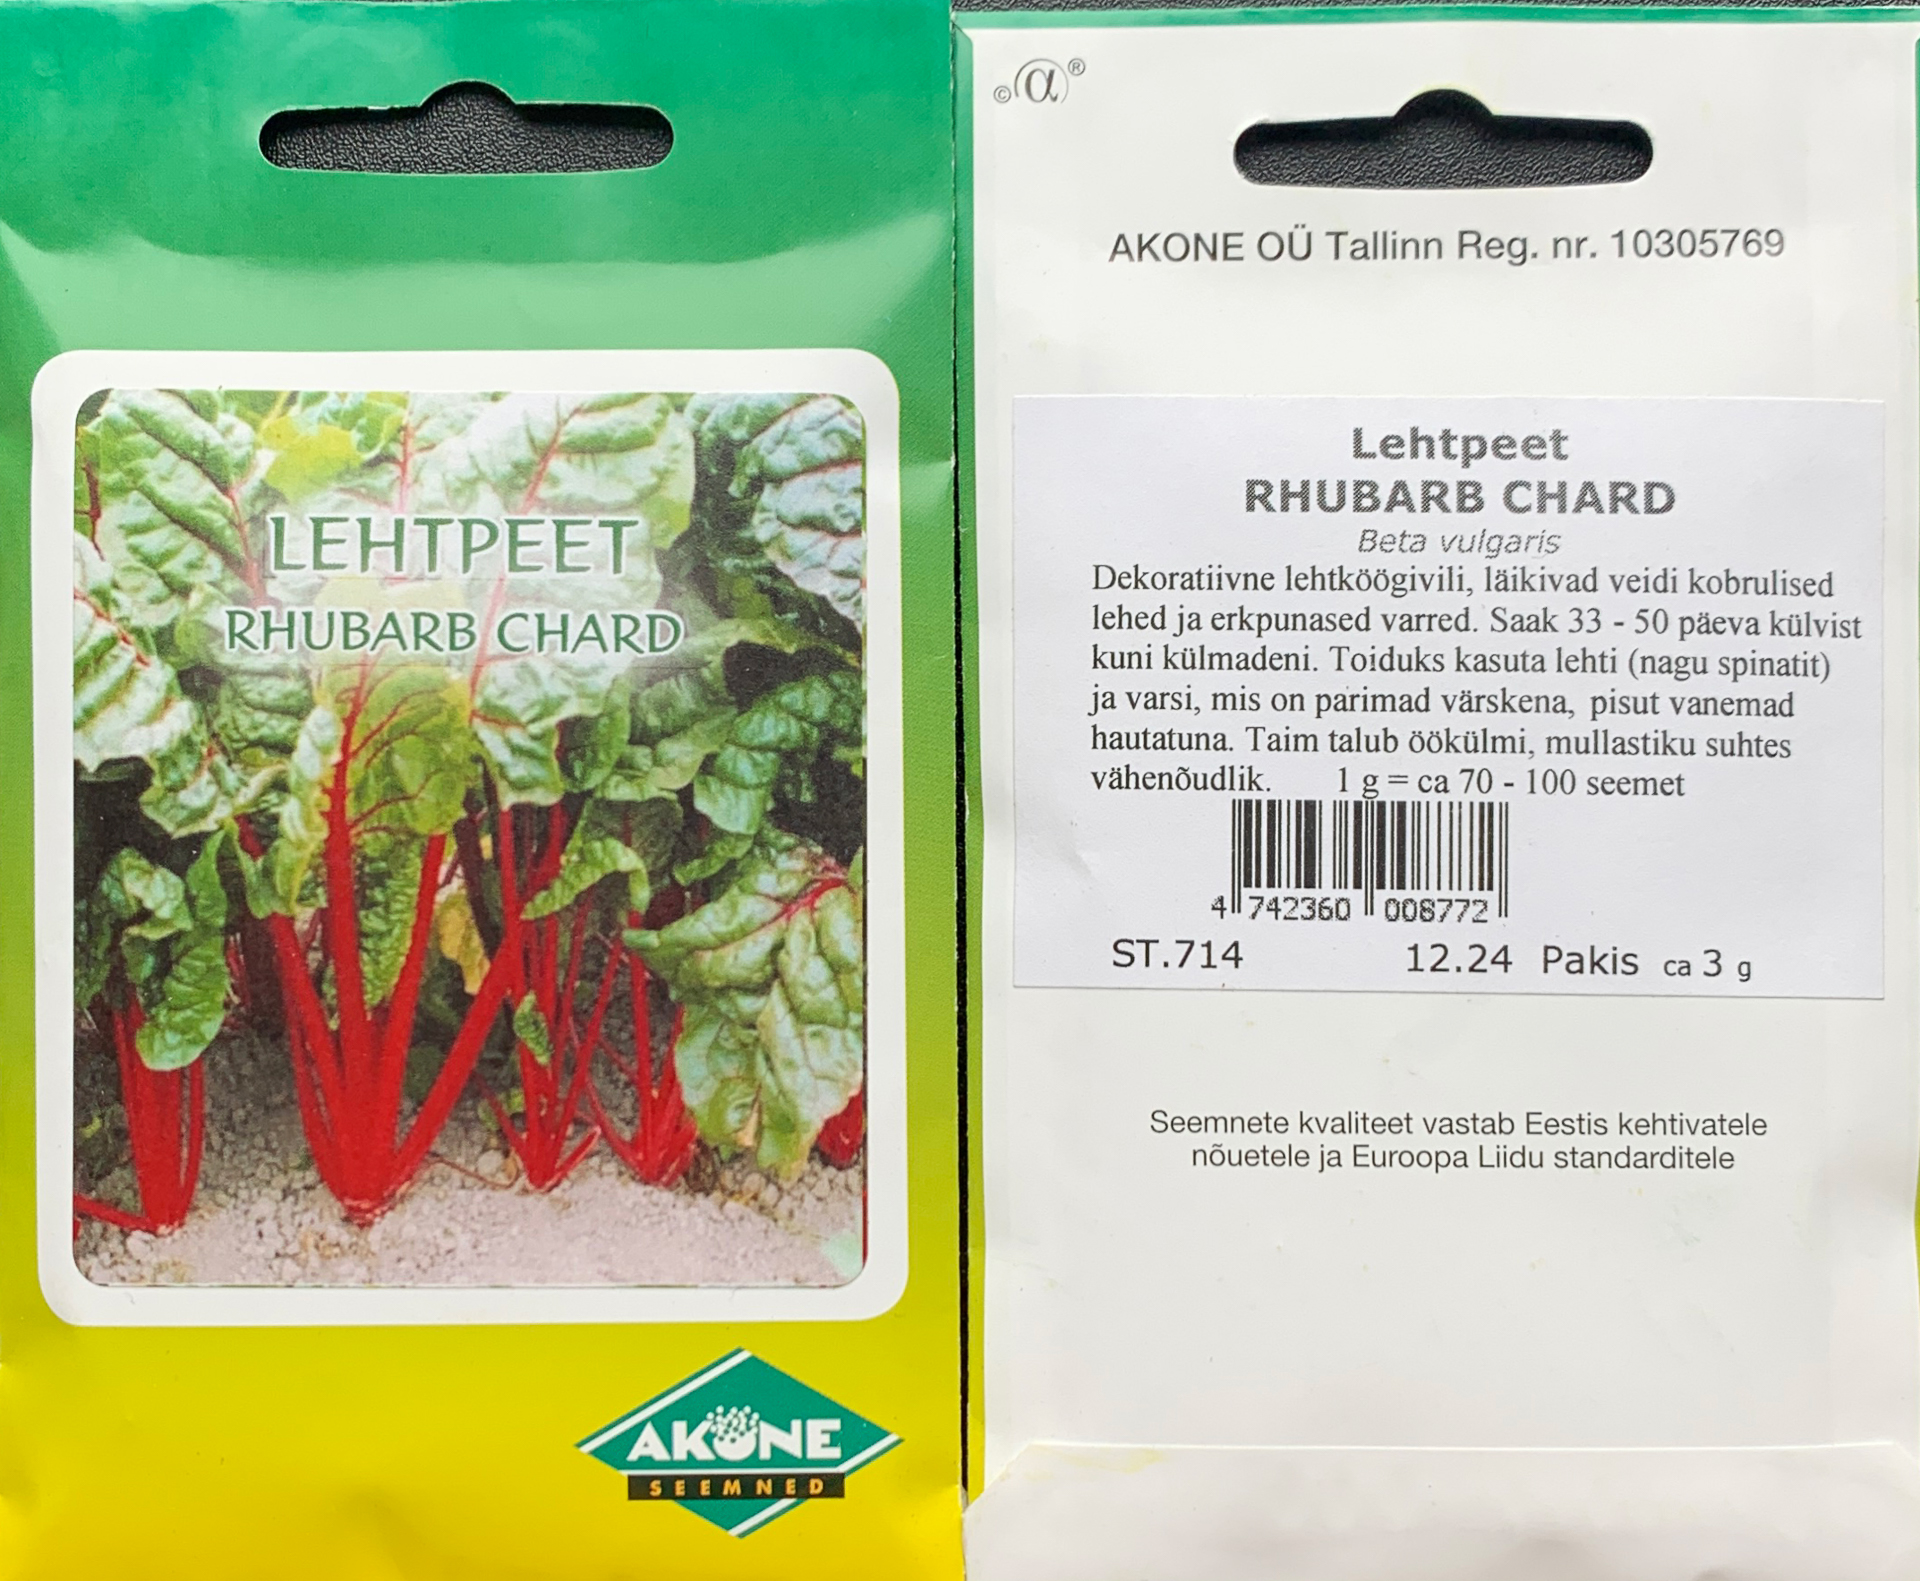 LEHTPEET
RHUBARB CHARD
AKONE
SEEMNED
©α®
AKONE OÜ Tallinn Reg. nr. 10305769
Lehtpeet
RHUBARB CHARD
Beta vulgaris
Dekoratiivne lehtköögivili, läikivad veidi kobrulised
lehed ja erkpunased varred. Saak 33 - 50 päeva külvist
kuni külmadeni. Toiduks kasuta lehti (nagu spinatit)
ja varsi, mis on parimad värskena, pisut vanemad
hautatuna. Taim talub öökülmi, mullastiku suhtes
vähenõudlik. 1 g = ca 70 - 100 seemet
4 742360 008772
ST.714 12.24 Pakis ca 3 g
Seemnete kvaliteet vastab Eestis kehtivatele
nõuetele ja Euroopa Liidu standarditele